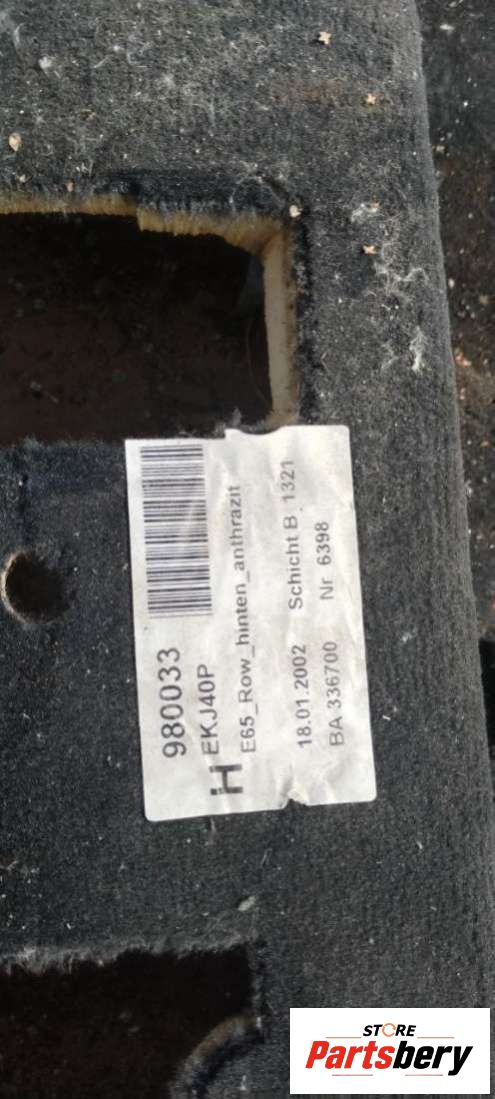 980033
EKJ40P
H
E65_Row_hinten_anthrazit
18.01.2002 Schicht B 1321
BA 336700 Nr 6398
STORE
Partsbery